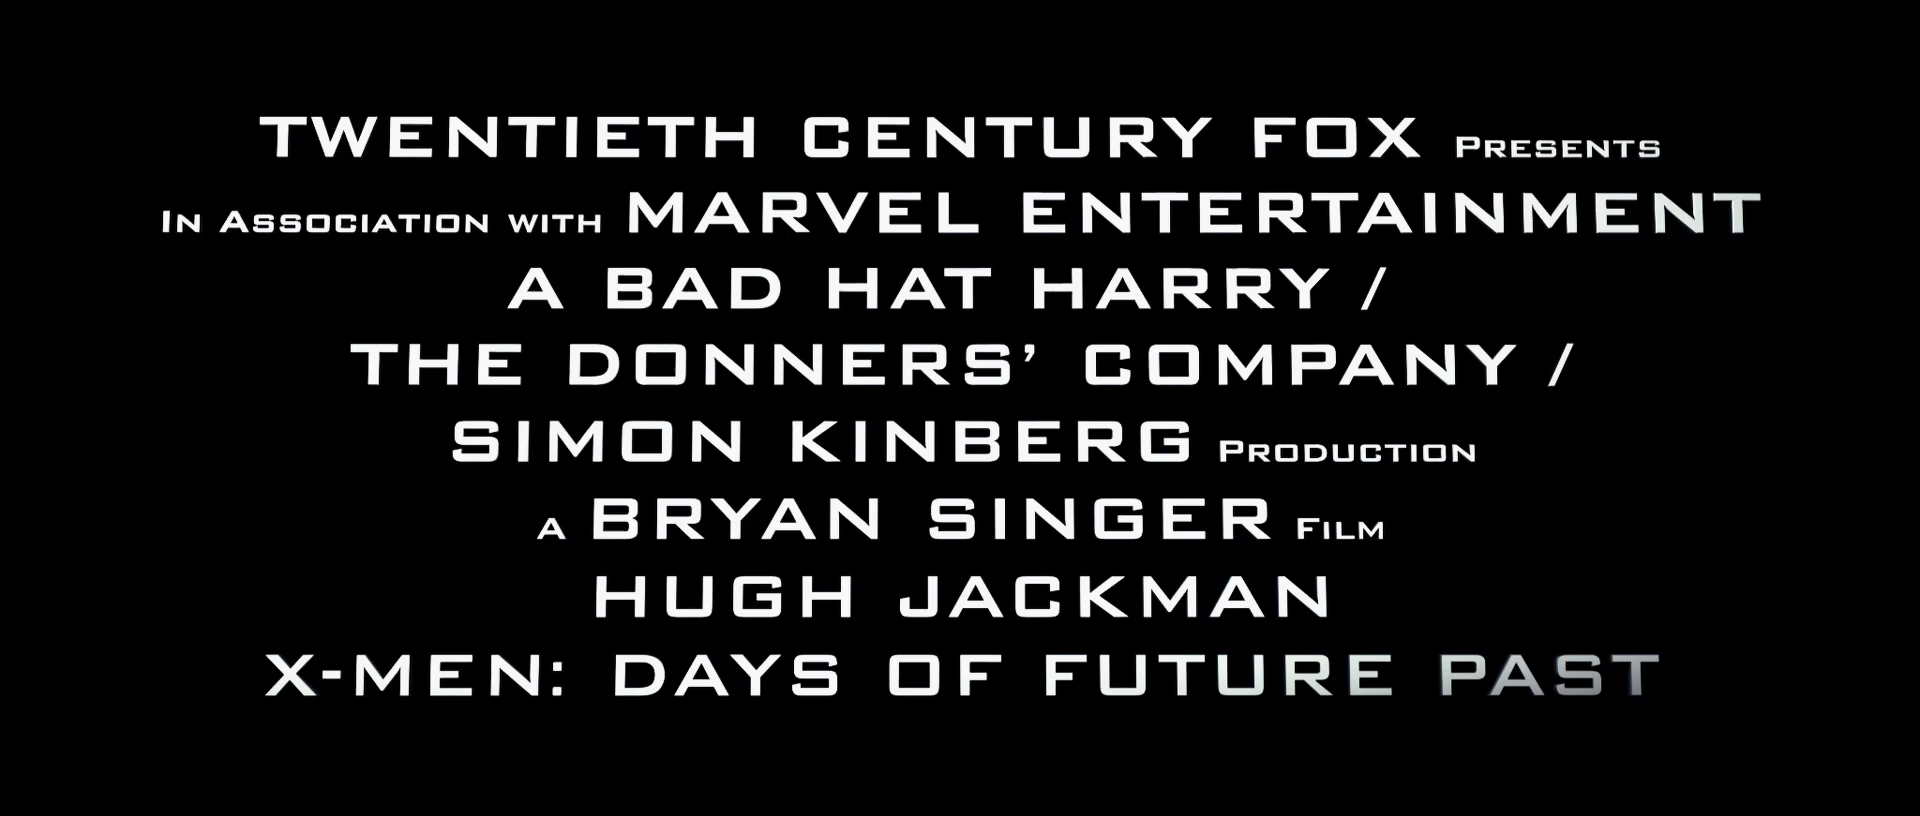 TWENTIETH CENTURY FOX PRESENTS
IN ASSOCIATION WITH MARVEL ENTERTAINMENT
A BAD HAT HARRY /
THE DONNERS’ COMPANY /
SIMON KINBERG PRODUCTION
A BRYAN SINGER FILM
HUGH JACKMAN
X-MEN: DAYS OF FUTURE PAST